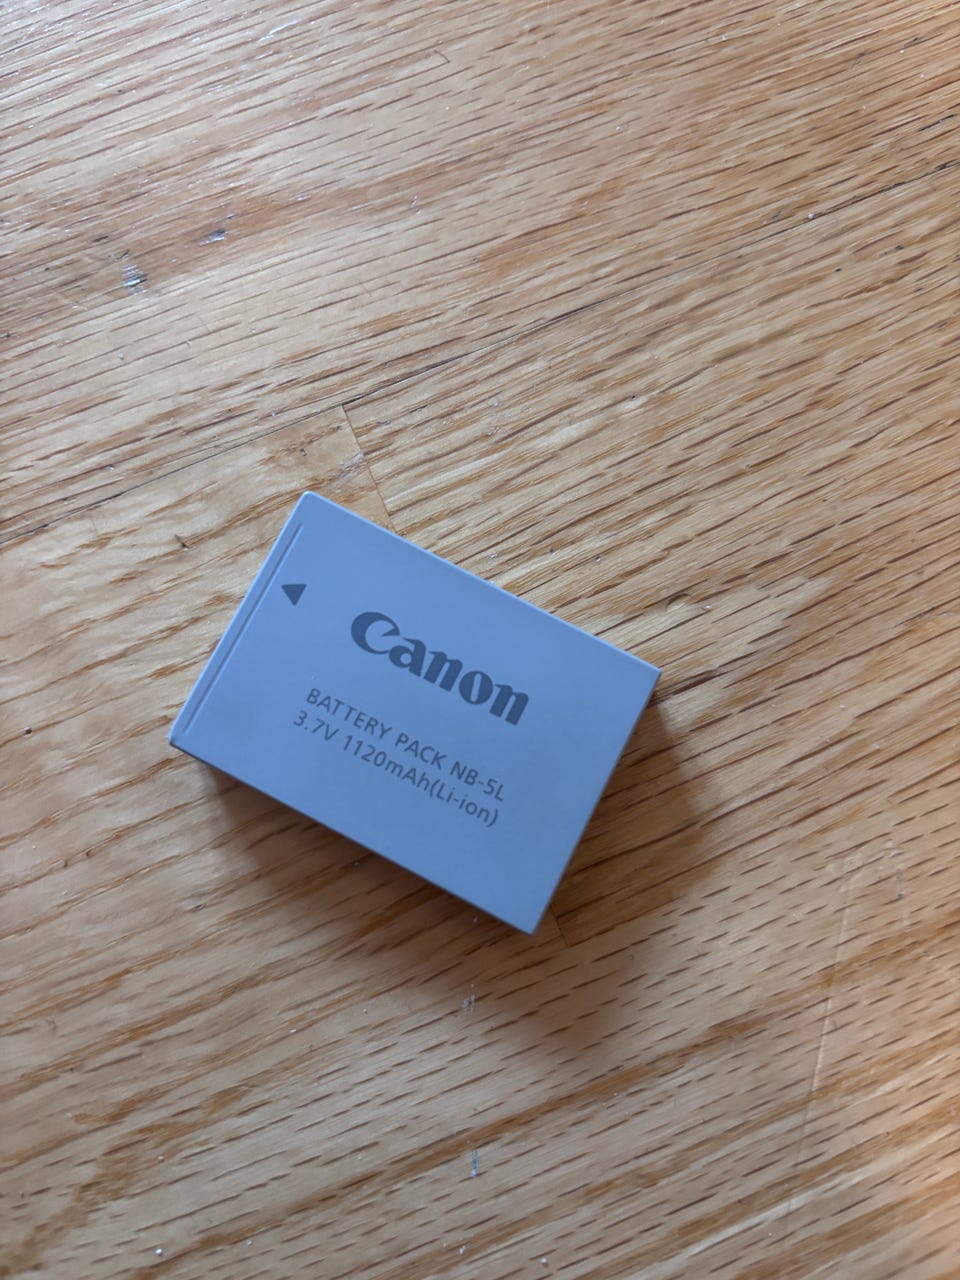 Canon
BATTERY PACK NB-5L
3.7V 1120mAh(Li-ion)